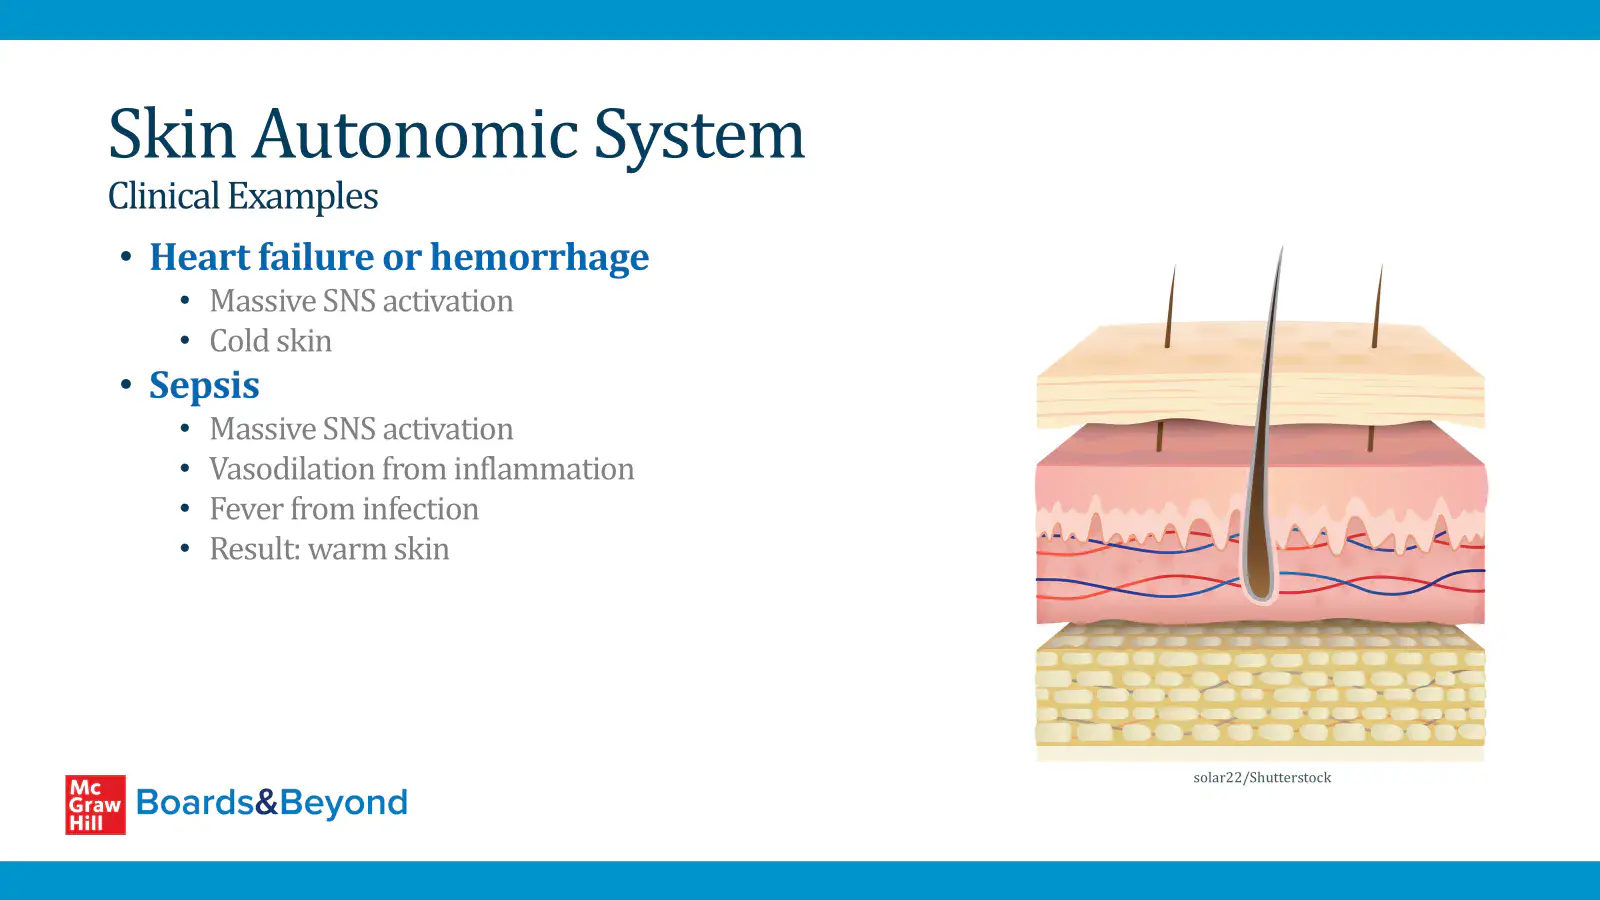 Skin Autonomic System
Clinical Examples
• Heart failure or hemorrhage
• Massive SNS activation
• Cold skin
• Sepsis
• Massive SNS activation
• Vasodilation from inflammation
• Fever from infection
• Result: warm skin
solar22/Shutterstock
Mc
Graw
Hill
Boards&Beyond